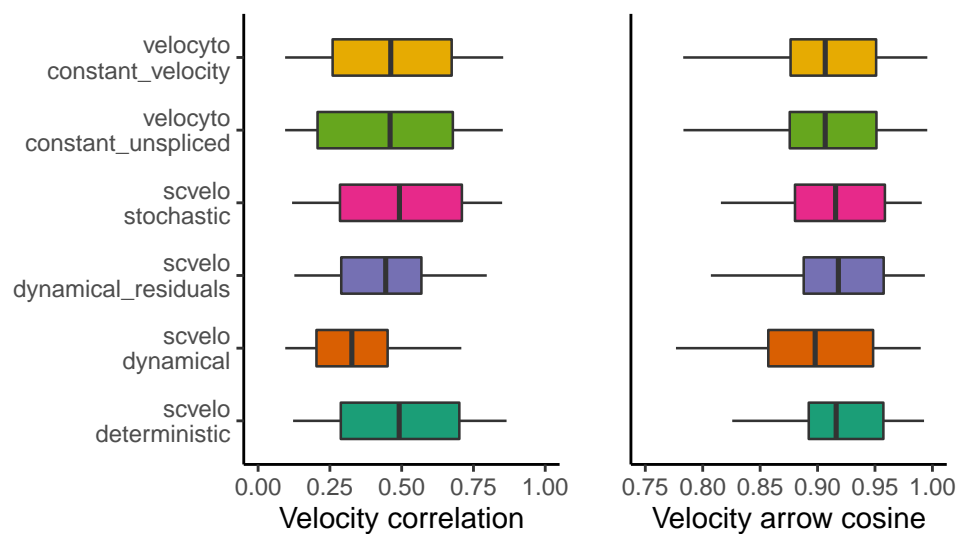 velocyto
constant_velocity
velocyto
constant_unspliced
scvelo
stochastic
scvelo
dynamical_residuals
scvelo
dynamical
scvelo
deterministic
0.00 0.25 0.50 0.75 1.00
Velocity correlation
0.75 0.80 0.85 0.90 0.95 1.00
Velocity arrow cosine